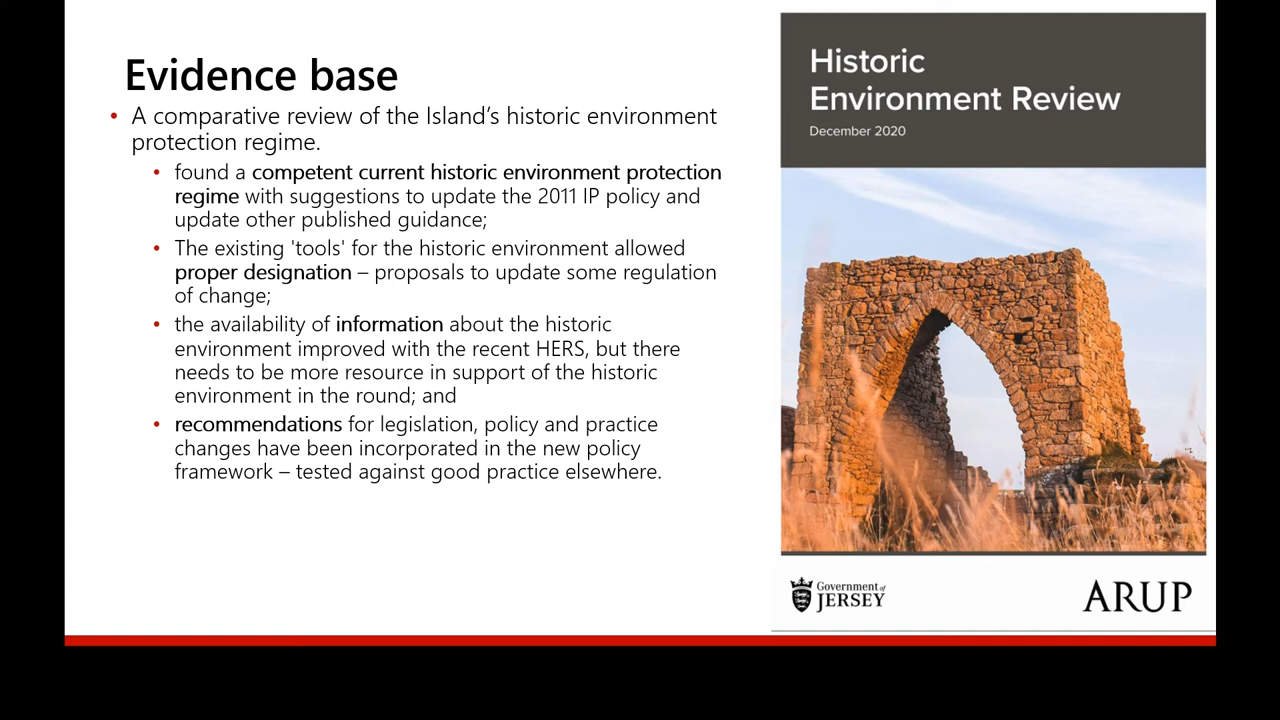 Evidence base
• A comparative review of the Island’s historic environment
protection regime.
• found a competent current historic environment protection
regime with suggestions to update the 2011 IP policy and
update other published guidance;
• The existing 'tools' for the historic environment allowed
proper designation – proposals to update some regulation
of change;
• the availability of information about the historic
environment improved with the recent HERS, but there
needs to be more resource in support of the historic
environment in the round; and
• recommendations for legislation, policy and practice
changes have been incorporated in the new policy
framework – tested against good practice elsewhere.
Historic
Environment Review
December 2020
Government of
JERSEY
ARUP